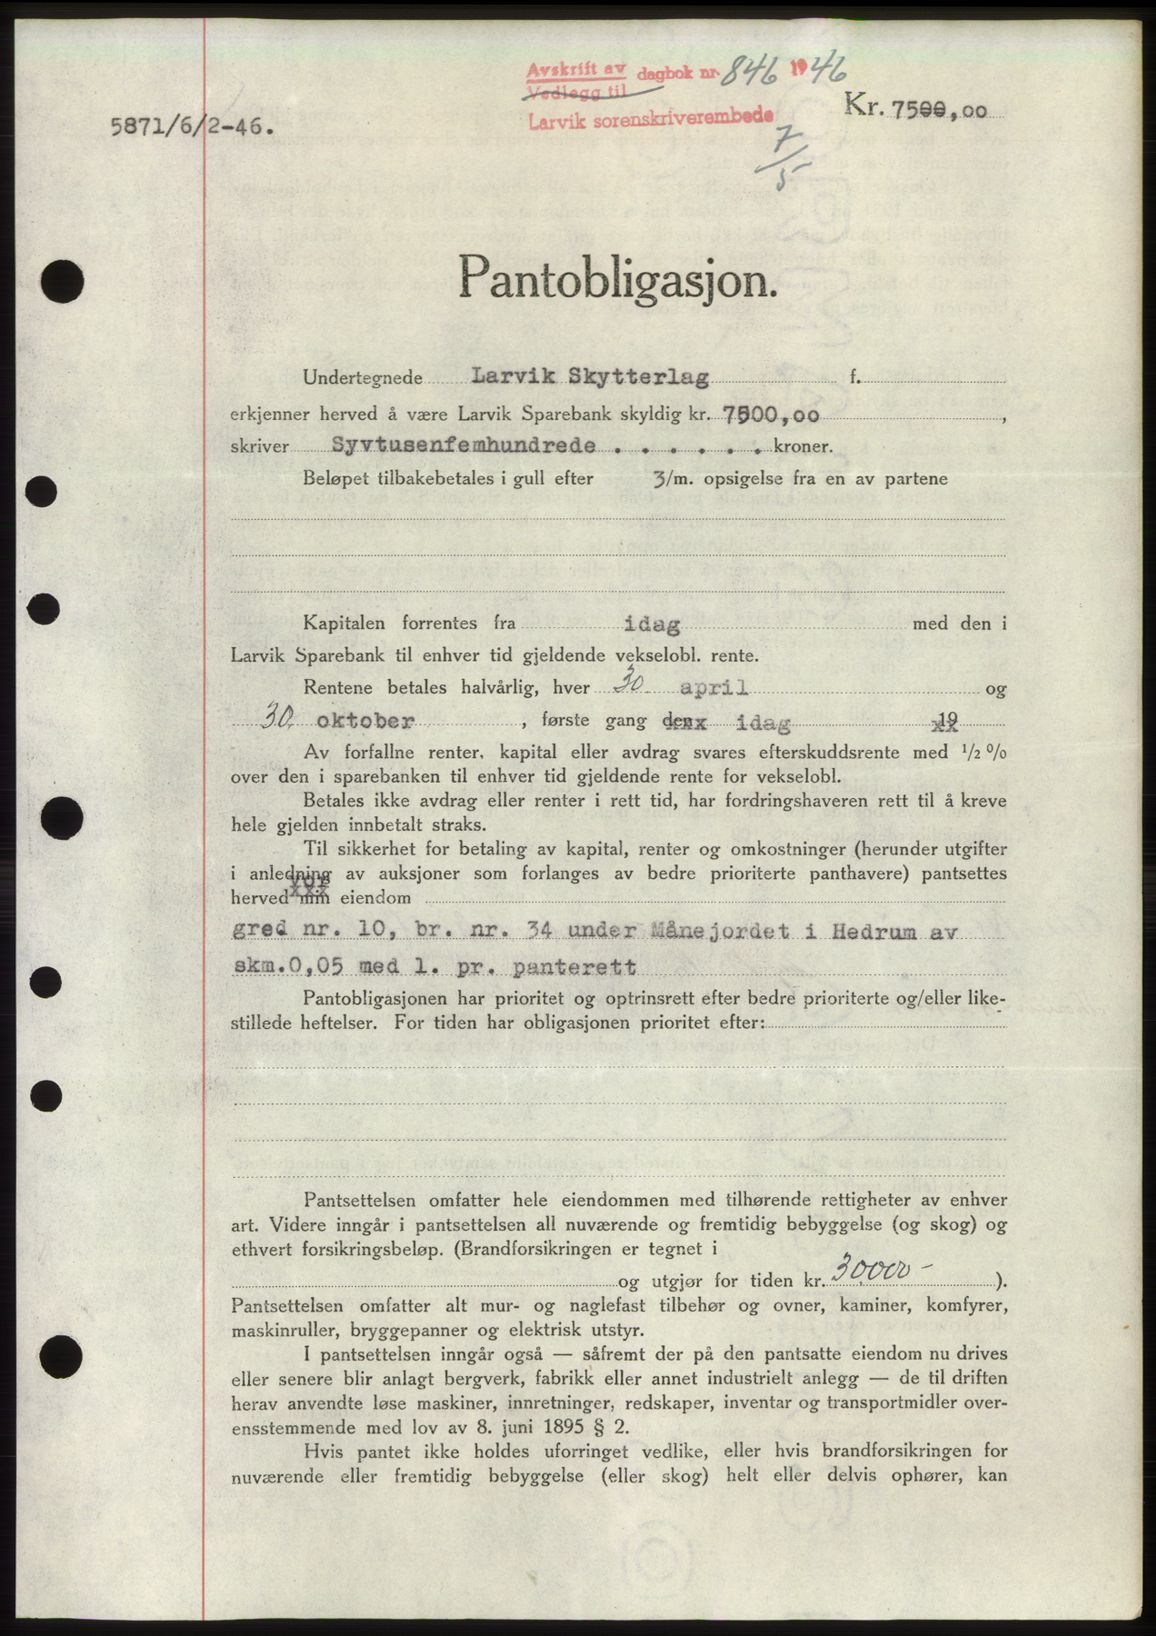 Avskrift av dagbok nr 846 1946
Vedlegg til
Larvik sorenskriverembede
7/5
Kr. 7500,oo
5871/6/2-46.
Pantobligasjon.
Undertegnede Larvik Skytterlag f.
erkjenner herved å være Larvik Sparebank skyldig kr. 7500,oo ,
skriver Syvtusenfemhundrede . . . . . . kroner.
Beløpet tilbakebetales i gull efter 3/m. opsigelse fra en av partene
Kapitalen forrentes fra idag med den i
Larvik Sparebank til enhver tid gjeldende vekselobl. rente.
Rentene betales halvårlig, hver 30 april og
30. oktober , første gang den x idag 19 xx
Av forfallne renter, kapital eller avdrag svares efterskuddsrente med 1/2 %
over den i sparebanken til enhver tid gjeldende rente for vekselobl.
Betales ikke avdrag eller renter i rett tid, har fordringshaveren rett til å kreve
hele gjelden innbetalt straks.
Til sikkerhet for betaling av kapital, renter og omkostninger (herunder utgifter
i anledning av auksjoner som forlanges av bedre prioriterte panthavere) pantsettes
herved vor xxx min eiendom
gred nr. 10, br. nr. 34 under Månejordet i Hedrum av
skm.0,05 med 1. pr. panterett
Pantobligasjonen har prioritet og optrinsrett efter bedre prioriterte og/eller like-
stillede heftelser. For tiden har obligasjonen prioritet efter:
Pantsettelsen omfatter hele eiendommen med tilhørende rettigheter av enhver
art. Videre inngår i pantsettelsen all nuværende og fremtidig bebyggelse (og skog) og
ethvert forsikringsbeløp. (Brandforsikringen er tegnet i
og utgjør for tiden kr. 30.000 - ).
Pantsettelsen omfatter alt mur- og naglefast tilbehør og ovner, kaminer, komfyrer,
maskinruller, bryggepanner og elektrisk utstyr.
I pantsettelsen inngår også — såfremt der på den pantsatte eiendom nu drives
eller senere blir anlagt bergverk, fabrikk eller annet industrielt anlegg — de til driften
herav anvendte løse maskiner, innretninger, redskaper, inventar og transportmidler over-
ensstemmende med lov av 8. juni 1895 § 2.
Hvis pantet ikke holdes uforringet vedlike, eller hvis brandforsikringen for
nuværende eller fremtidig bebyggelse (eller skog) helt eller delvis ophører, kan